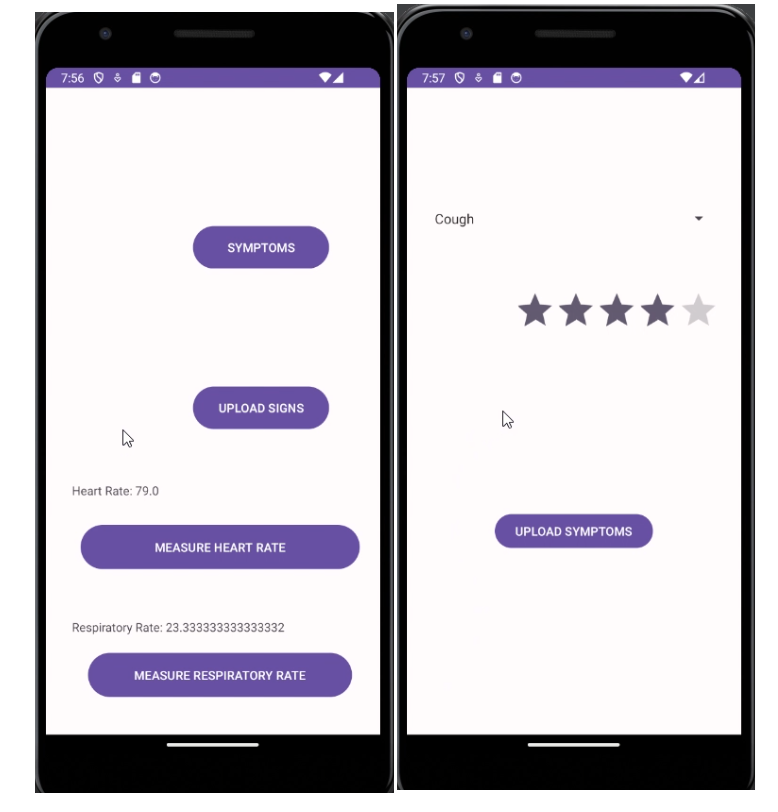 7:56
SYMPTOMS
UPLOAD SIGNS
Heart Rate: 79.0
MEASURE HEART RATE
Respiratory Rate: 23.333333333333332
MEASURE RESPIRATORY RATE
7:57
Cough
UPLOAD SYMPTOMS